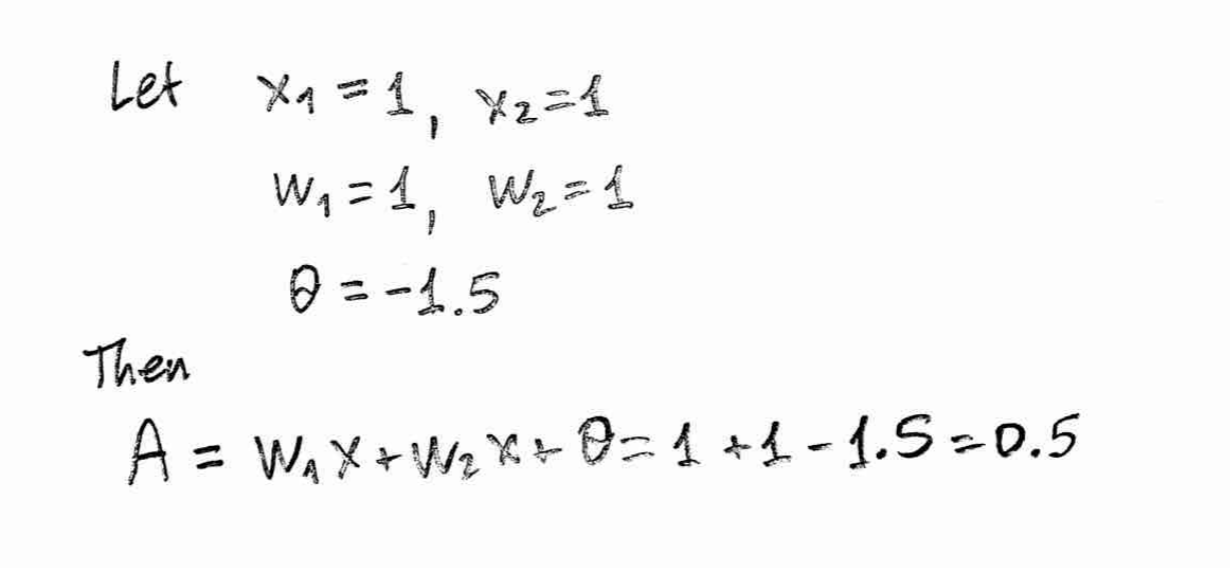 Let x₁ = 1, x₂ = 1
w₁ = 1, w₂ = 1
θ = -1.5
Then
A = w₁x + w₂x + θ = 1 + 1 - 1.5 = 0.5